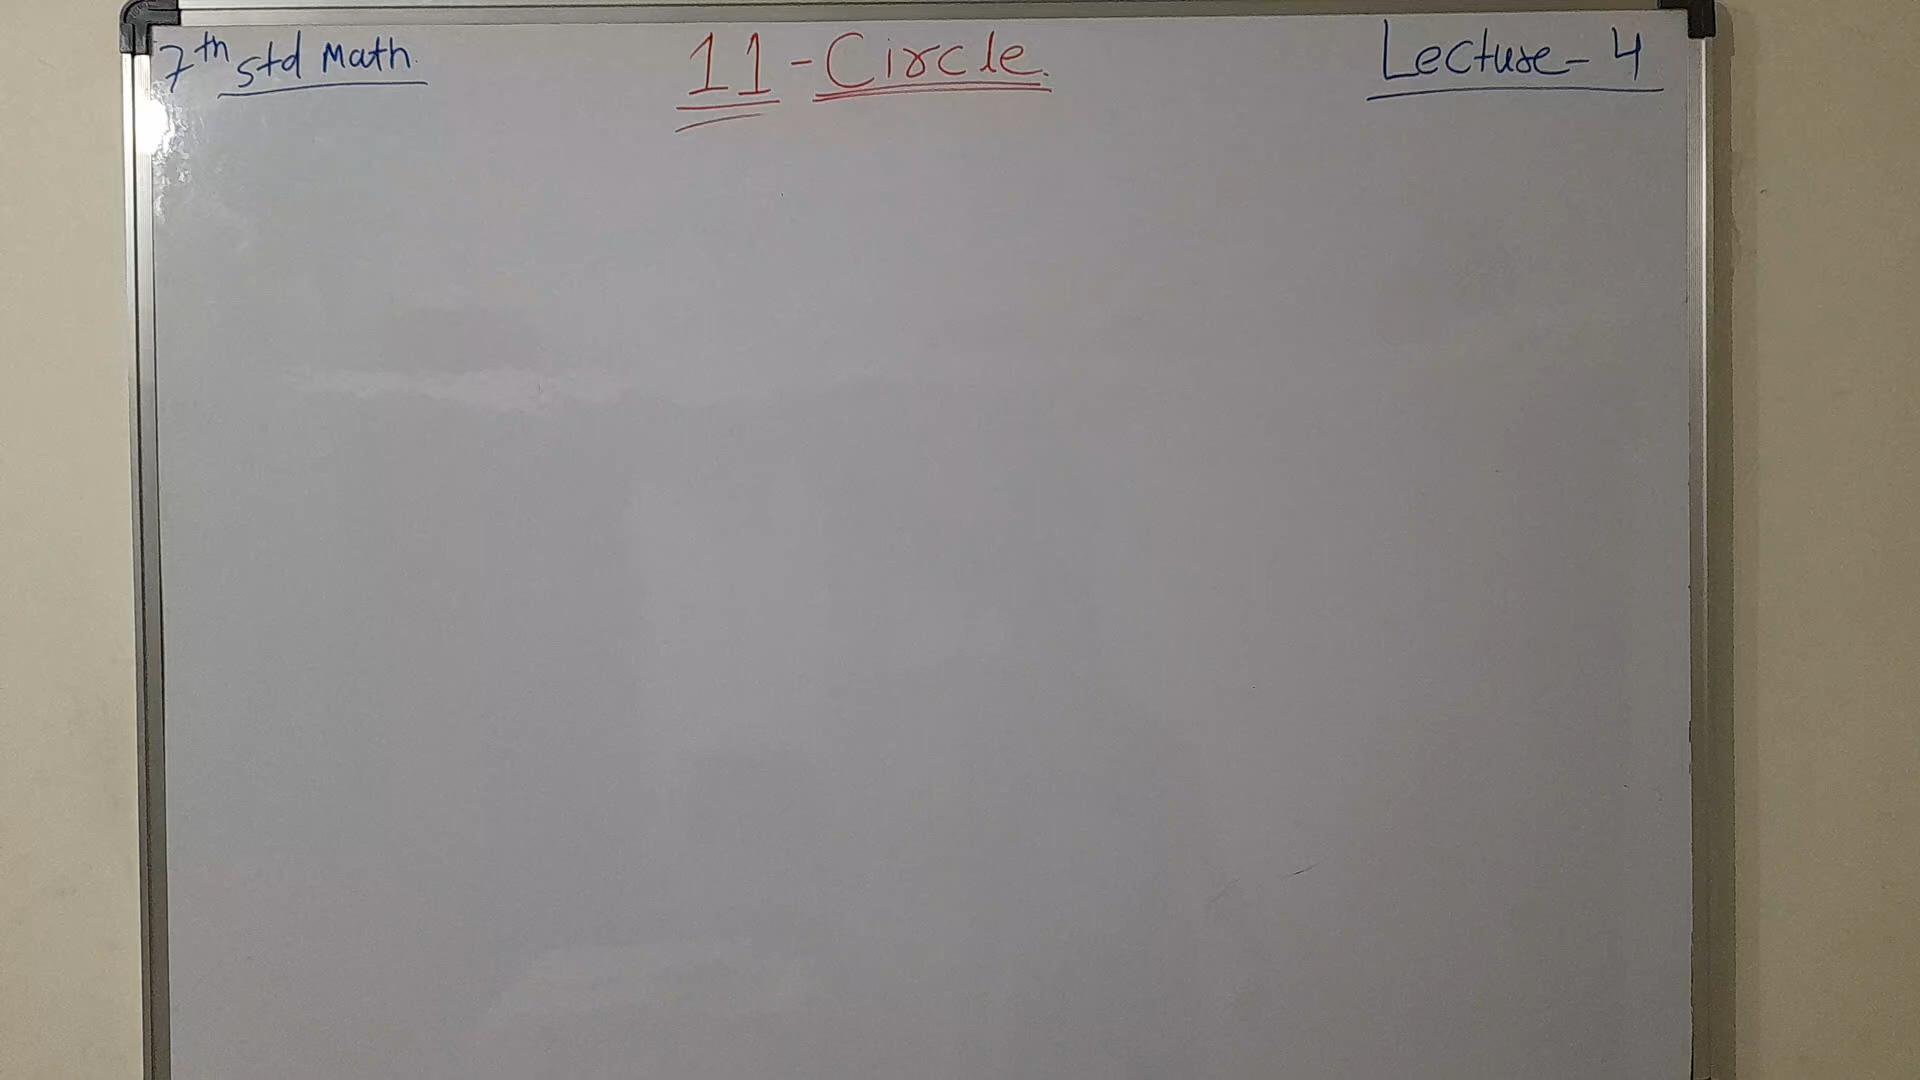 7th std Math. 11 - Circle. Lecture - 4